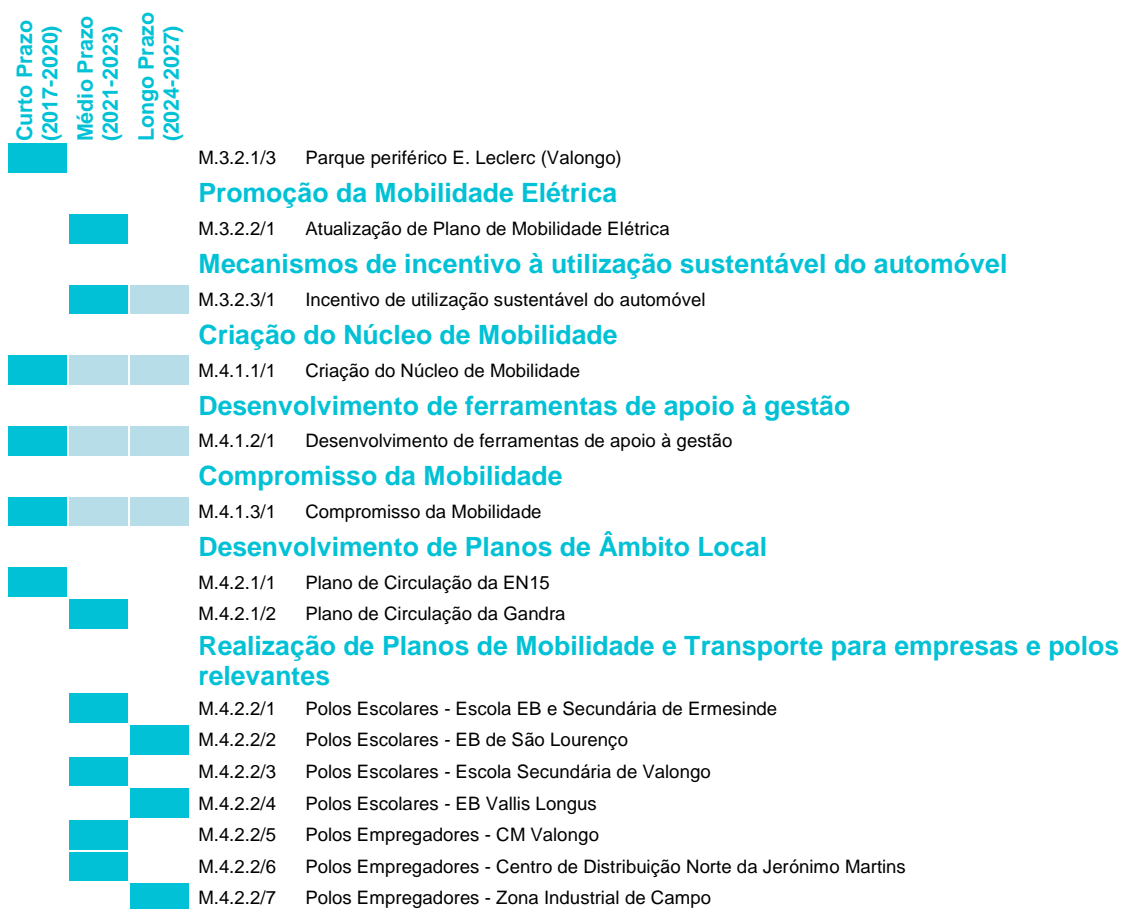 Curto Prazo
(2017-2020)
Médio Prazo
(2021-2023)
Longo Prazo
(2024-2027)
M.3.2.1/3 Parque periférico E. Leclerc (Valongo)
Promoção da Mobilidade Elétrica
M.3.2.2/1 Atualização de Plano de Mobilidade Elétrica
Mecanismos de incentivo à utilização sustentável do automóvel
M.3.2.3/1 Incentivo de utilização sustentável do automóvel
Criação do Núcleo de Mobilidade
M.4.1.1/1 Criação do Núcleo de Mobilidade
Desenvolvimento de ferramentas de apoio à gestão
M.4.1.2/1 Desenvolvimento de ferramentas de apoio à gestão
Compromisso da Mobilidade
M.4.1.3/1 Compromisso da Mobilidade
Desenvolvimento de Planos de Âmbito Local
M.4.2.1/1 Plano de Circulação da EN15
M.4.2.1/2 Plano de Circulação da Gandra
Realização de Planos de Mobilidade e Transporte para empresas e polos
relevantes
M.4.2.2/1 Polos Escolares - Escola EB e Secundária de Ermesinde
M.4.2.2/2 Polos Escolares - EB de São Lourenço
M.4.2.2/3 Polos Escolares - Escola Secundária de Valongo
M.4.2.2/4 Polos Escolares - EB Vallis Longus
M.4.2.2/5 Polos Empregadores - CM Valongo
M.4.2.2/6 Polos Empregadores - Centro de Distribuição Norte da Jerónimo Martins
M.4.2.2/7 Polos Empregadores - Zona Industrial de Campo